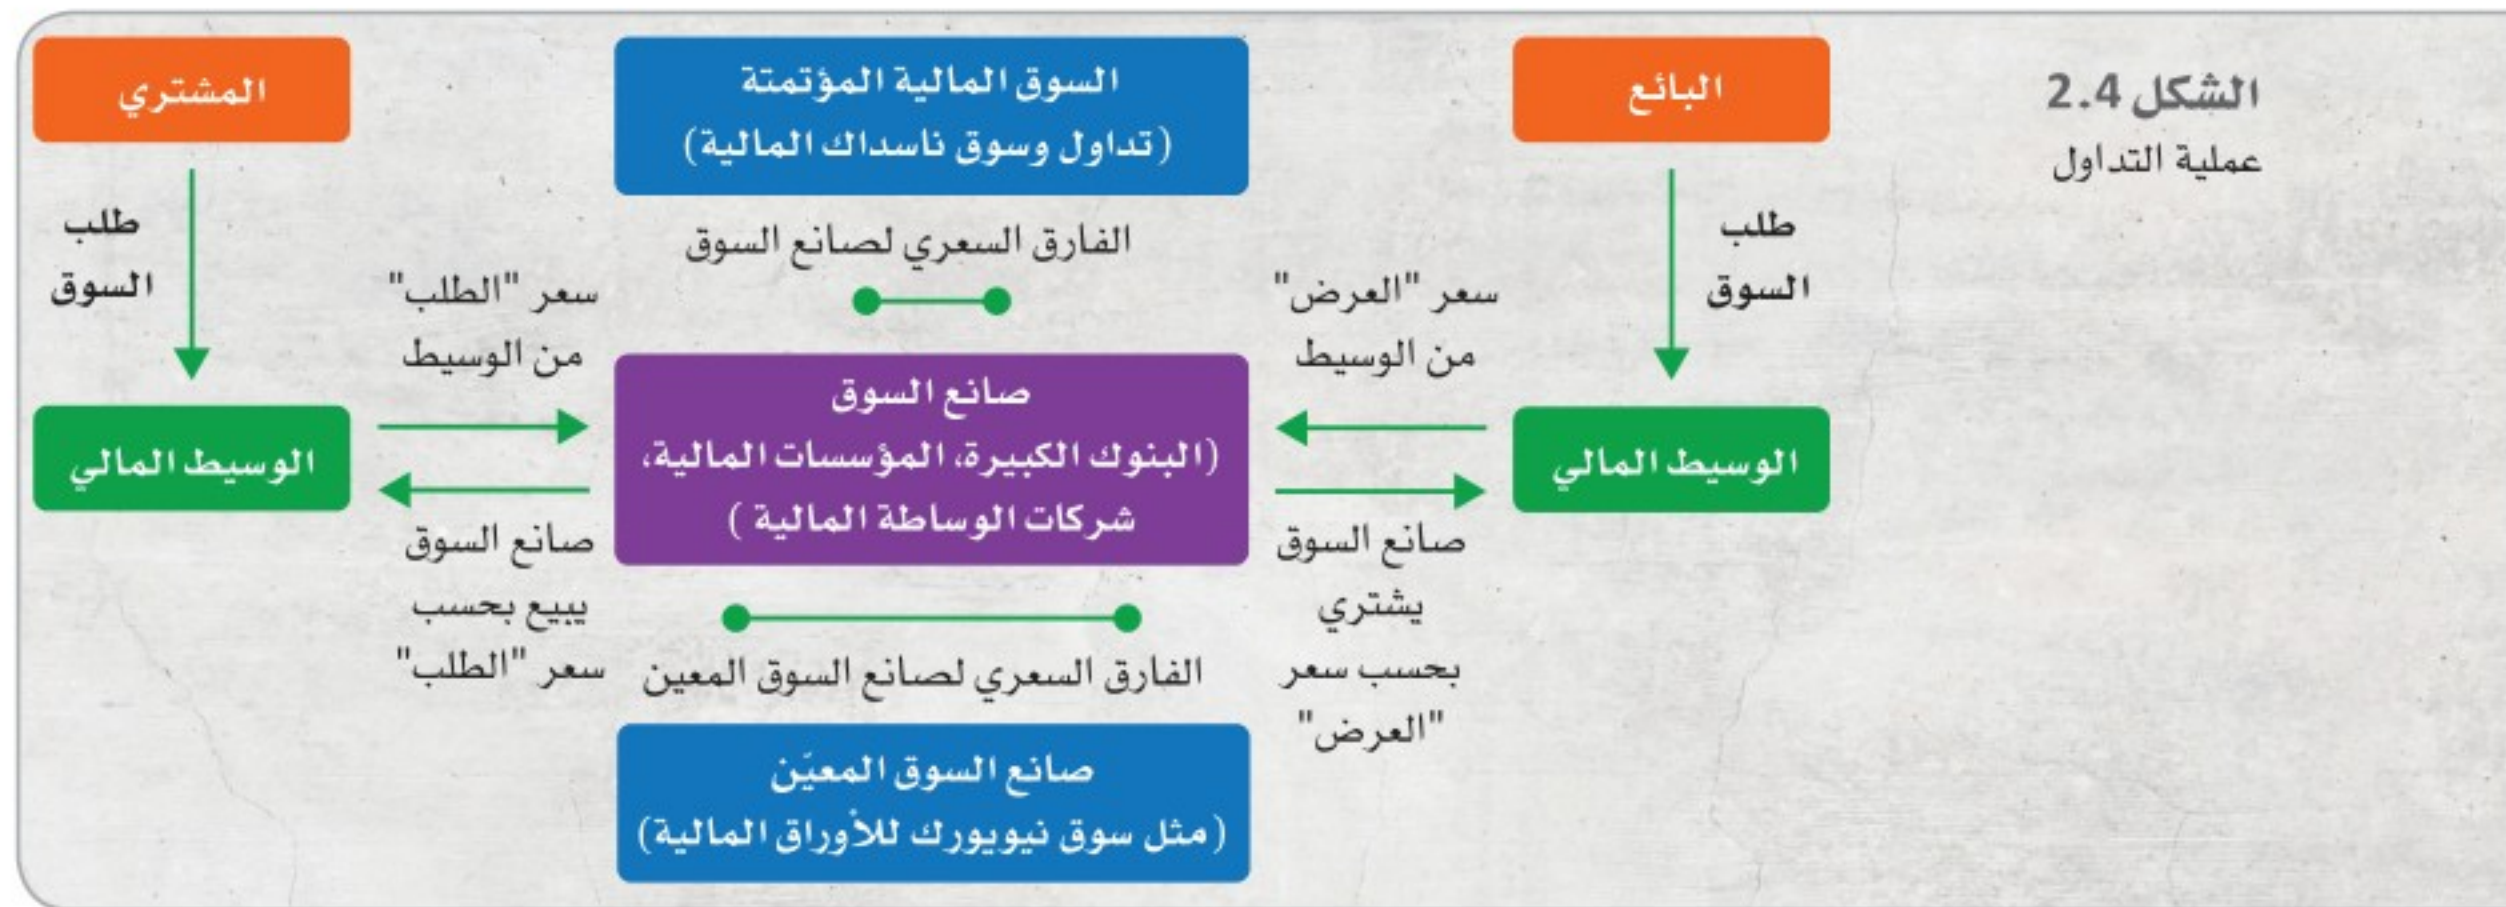 الشكل 2.4
عملية التداول
البائع
طلب
السوق
الوسيط المالي
سعر "العرض"
من الوسيط
صانع السوق
يشتري
بحسب سعر
"العرض"
السوق المالية المؤتمتة
(تداول وسوق ناسداك المالية)
الفارق السعري لصانع السوق
صانع السوق
(البنوك الكبيرة، المؤسسات المالية،
شركات الوساطة المالية )
الفارق السعري لصانع السوق المعين
صانع السوق المعيّن
(مثل سوق نيويورك للأوراق المالية)
سعر "الطلب"
من الوسيط
صانع السوق
يبيع بحسب
سعر "الطلب"
المشتري
طلب
السوق
الوسيط المالي